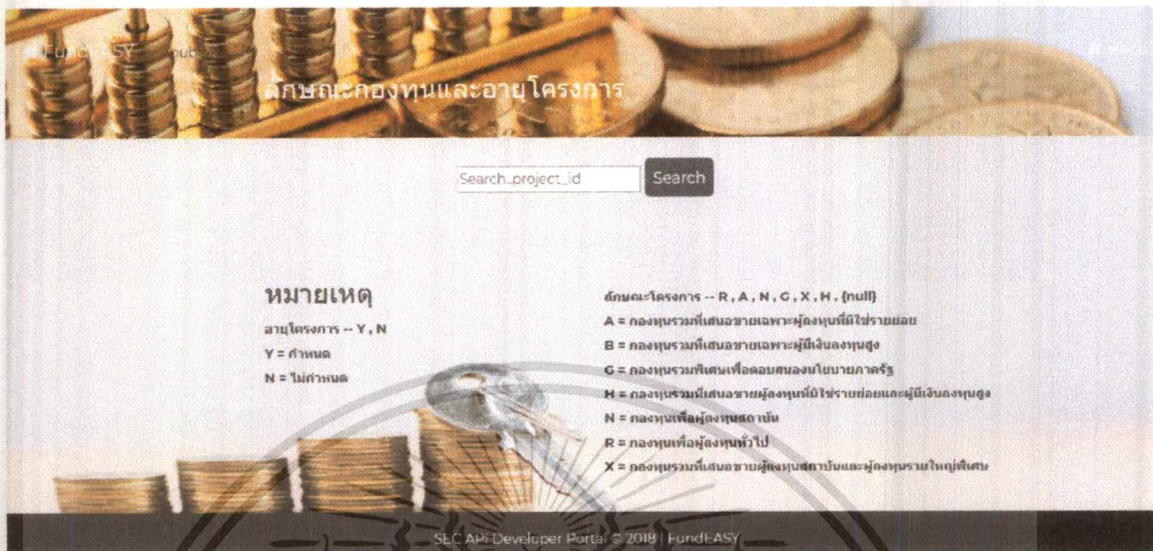 FundEASY
ลักษณะกองทุนและอายุโครงการ
Search_project_id
Search
หมายเหตุ
อายุโครงการ -- Y , N
Y = กำหนด
N = ไม่กำหนด
ลักษณะโครงการ -- R , A , N , G , X , H , {null}
A = กองทุนรวมที่เสนอขายเฉพาะผู้ลงทุนที่มิใช่รายย่อย
B = กองทุนรวมที่เสนอขายเฉพาะผู้มีเงินลงทุนสูง
G = กองทุนรวมพิเศษเพื่อตอบสนองนโยบายภาครัฐ
H = กองทุนรวมที่เสนอขายผู้ลงทุนที่มิใช่รายย่อยและผู้มีเงินลงทุนสูง
N = กองทุนเพื่อผู้ลงทุนสถาบัน
R = กองทุนเพื่อผู้ลงทุนทั่วไป
X = กองทุนรวมที่เสนอขายผู้ลงทุนสถาบันและผู้ลงทุนรายใหญ่พิเศษ
SEC API Developer Portal © 2018 | FundEASY